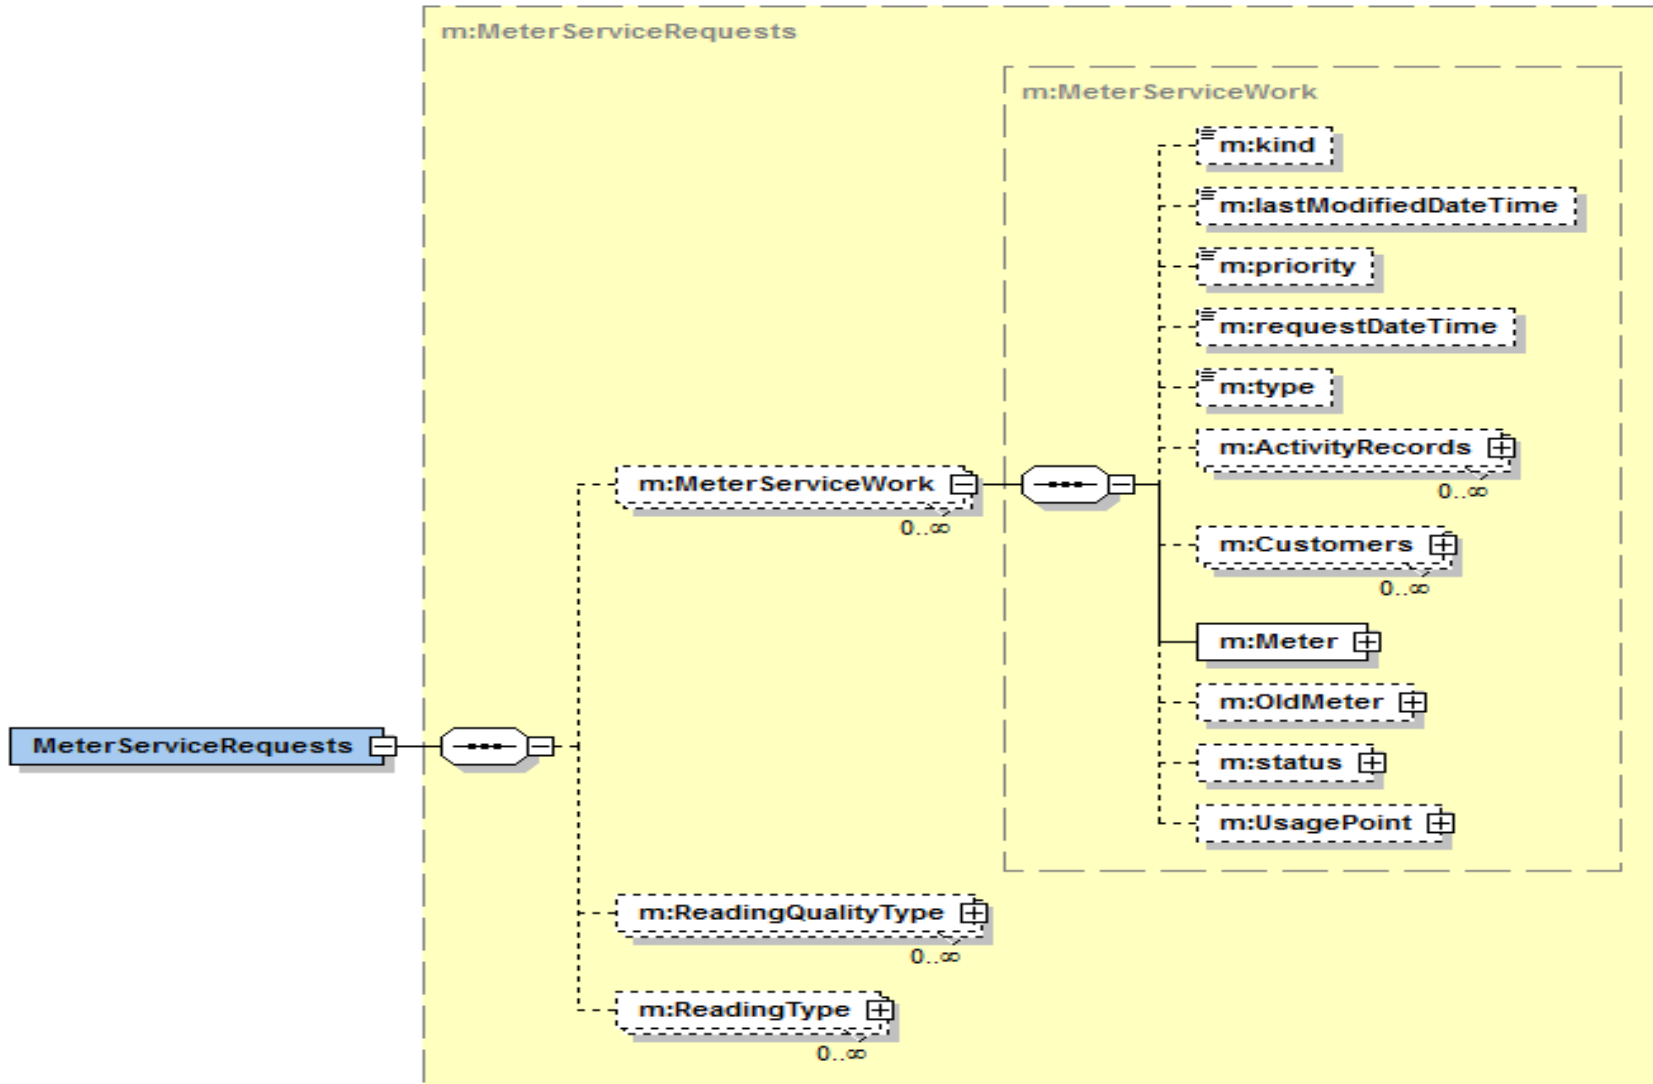 m:MeterServiceRequests
m:MeterServiceWork
m:kind
m:lastModifiedDateTime
m:priority
m:requestDateTime
m:type
m:ActivityRecords
0..∞
m:MeterServiceWork
0..∞
m:Customers
0..∞
m:Meter
m:OldMeter
MeterServiceRequests
m:status
m:UsagePoint
m:ReadingQualityType
0..∞
m:ReadingType
0..∞